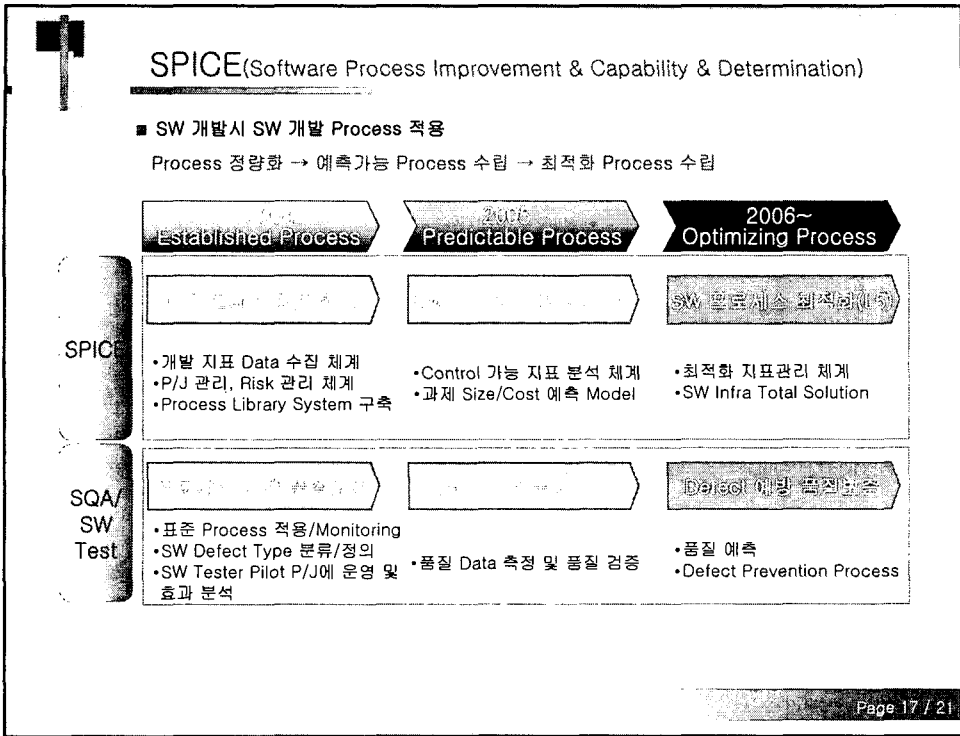 SPICE(Software Process Improvement & Capability & Determination)
■ SW 개발시 SW 개발 Process 적용
Process 정량화 → 예측가능 Process 수립 → 최적화 Process 수립
Established Process
2005
Predictable Process
2006~
Optimizing Process
SPICE
SW 프로세스 최적화(L5)
•개발 지표 Data 수집 체계
•P/J 관리, Risk 관리 체계
•Process Library System 구축
•Control 가능 지표 분석 체계
•과제 Size/Cost 예측 Model
•최적화 지표관리 체계
•SW Infra Total Solution
SQA/
SW
Test
Defect 예방 품질보증
•표준 Process 적용/Monitoring
•SW Defect Type 분류/정의
•SW Tester Pilot P/J에 운영 및
효과 분석
•품질 Data 측정 및 품질 검증
•품질 예측
•Defect Prevention Process
Page 17 / 21